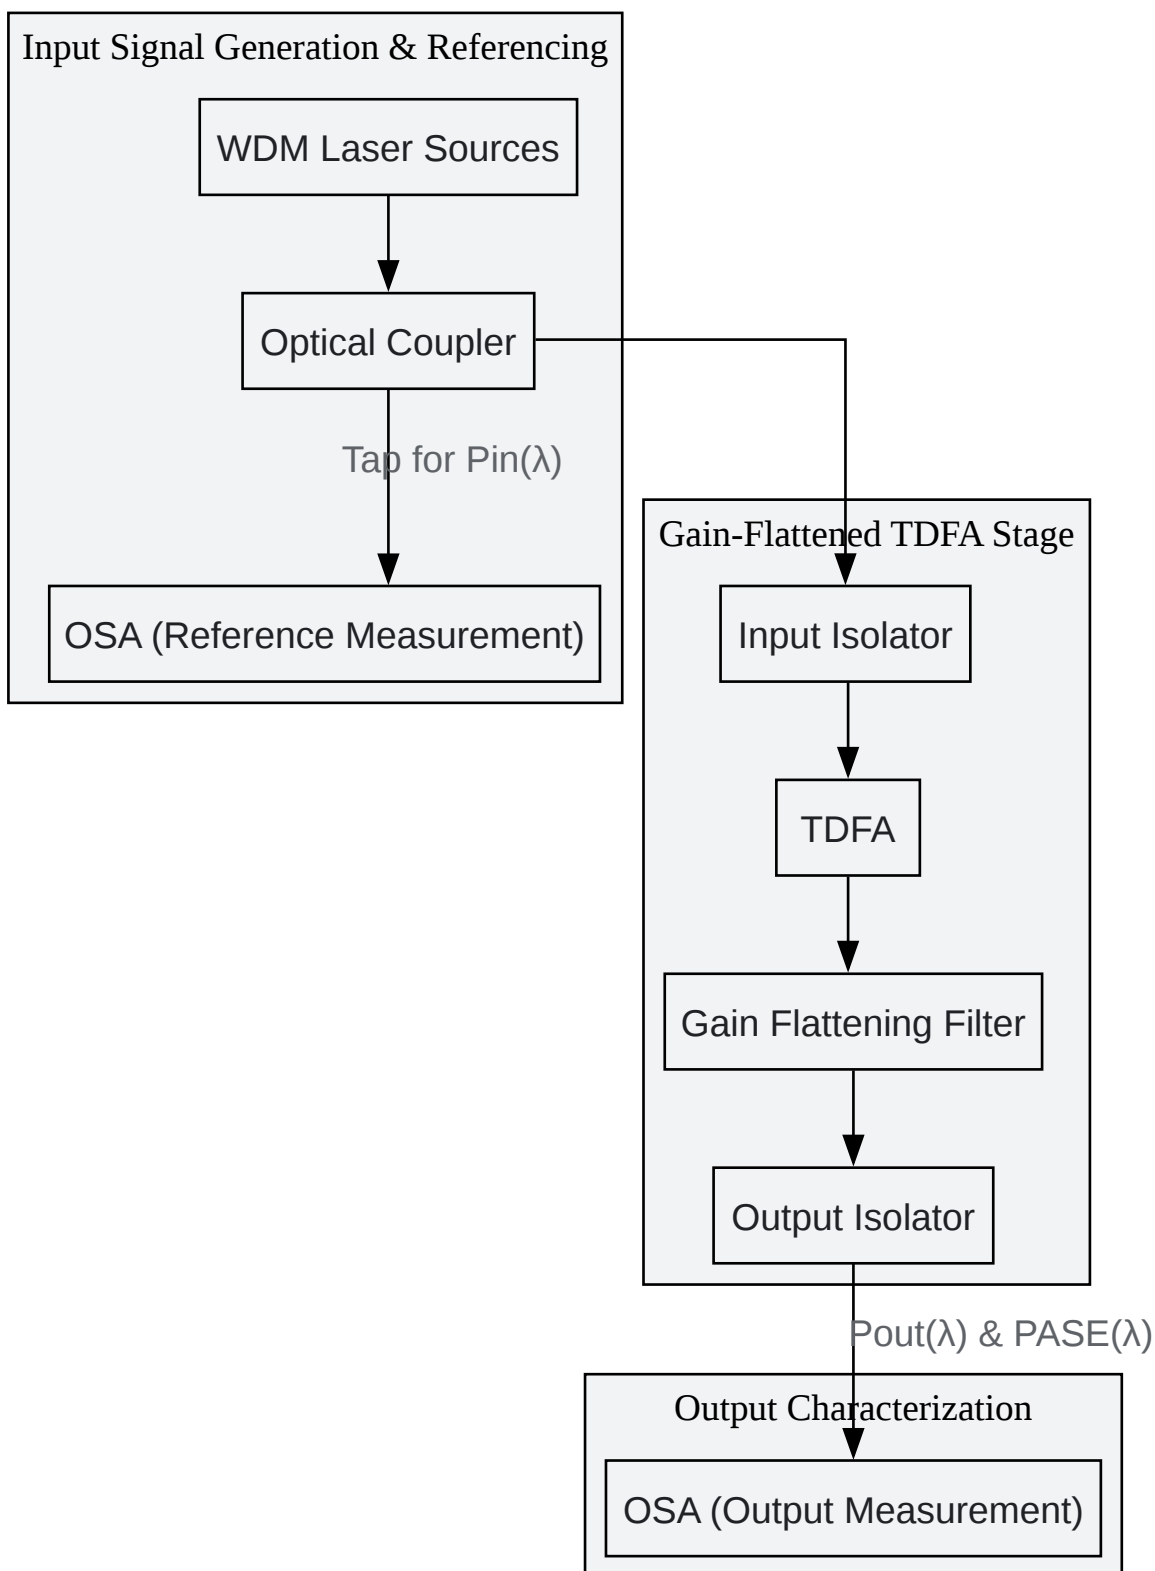 Input Signal Generation & Referencing
WDM Laser Sources
Optical Coupler
Tap for Pin(λ)
OSA (Reference Measurement)
Gain-Flattened TDFA Stage
Input Isolator
TDFA
Gain Flattening Filter
Output Isolator
Pout(λ) & PASE(λ)
Output Characterization
OSA (Output Measurement)